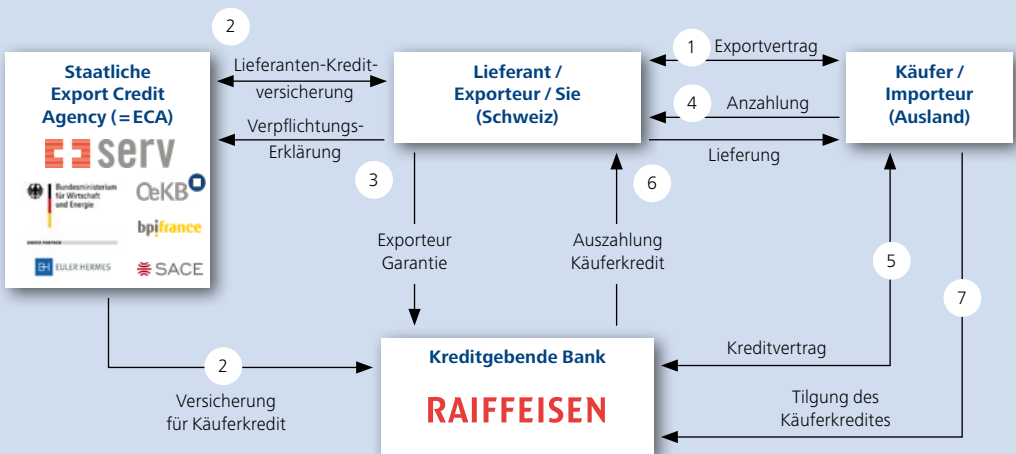 2
1 Exportvertrag
Staatliche
Export Credit
Agency (=ECA)
serv
Bundesministerium
für Wirtschaft
und Energie
OeKB
bpifrance
EULER HERMES
SACE
Lieferanten-Kredit-
versicherung
Verpflichtungs-
Erklärung
Lieferant /
Exporteur / Sie
(Schweiz)
4 Anzahlung
Lieferung
Käufer /
Importeur
(Ausland)
3
6
Exporteur
Garantie
Auszahlung
Käuferkredit
5
7
2
Versicherung
für Käuferkredit
Kreditgebende Bank
RAIFFEISEN
Kreditvertrag
Tilgung des
Käuferkredites